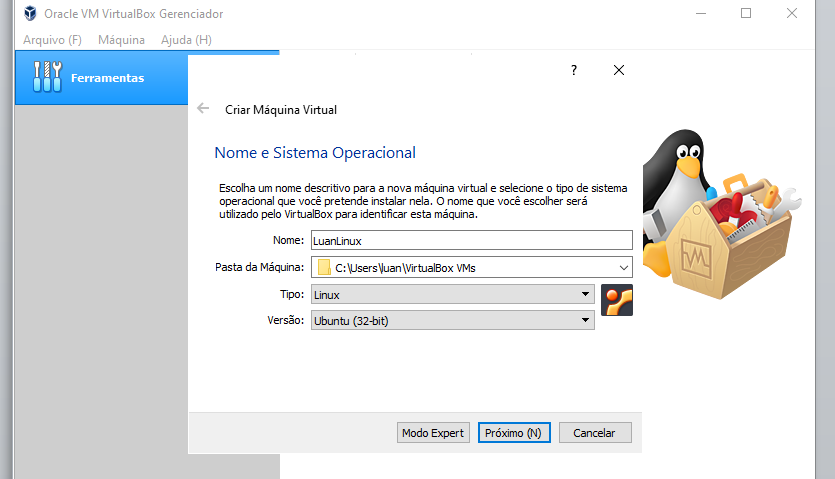 Oracle VM VirtualBox Gerenciador
Arquivo (F) Máquina Ajuda (H)
Ferramentas
?
Criar Máquina Virtual
Nome e Sistema Operacional
Escolha um nome descritivo para a nova máquina virtual e selecione o tipo de sistema
operacional que você pretende instalar nela. O nome que você escolher será
utilizado pelo VirtualBox para identificar esta máquina.
Nome: LuanLinux
Pasta da Máquina: C:\Users\luan\VirtualBox VMs
Tipo: Linux
Versão: Ubuntu (32-bit)
Modo Expert Próximo (N) Cancelar